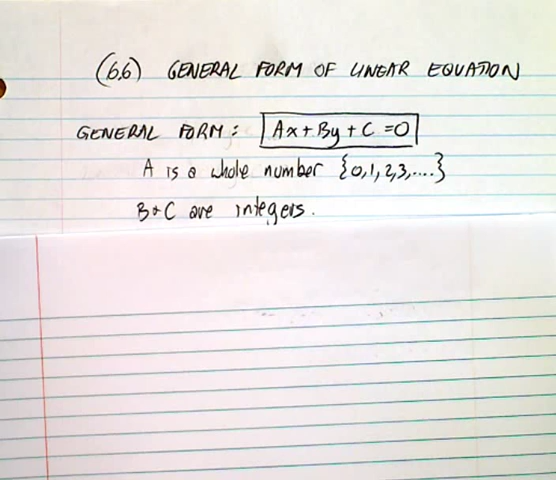 (6.6) GENERAL FORM OF LINEAR EQUATION
GENERAL FORM: Ax + By + C = 0
A is a whole number {0,1,2,3,....}
B & C are integers.